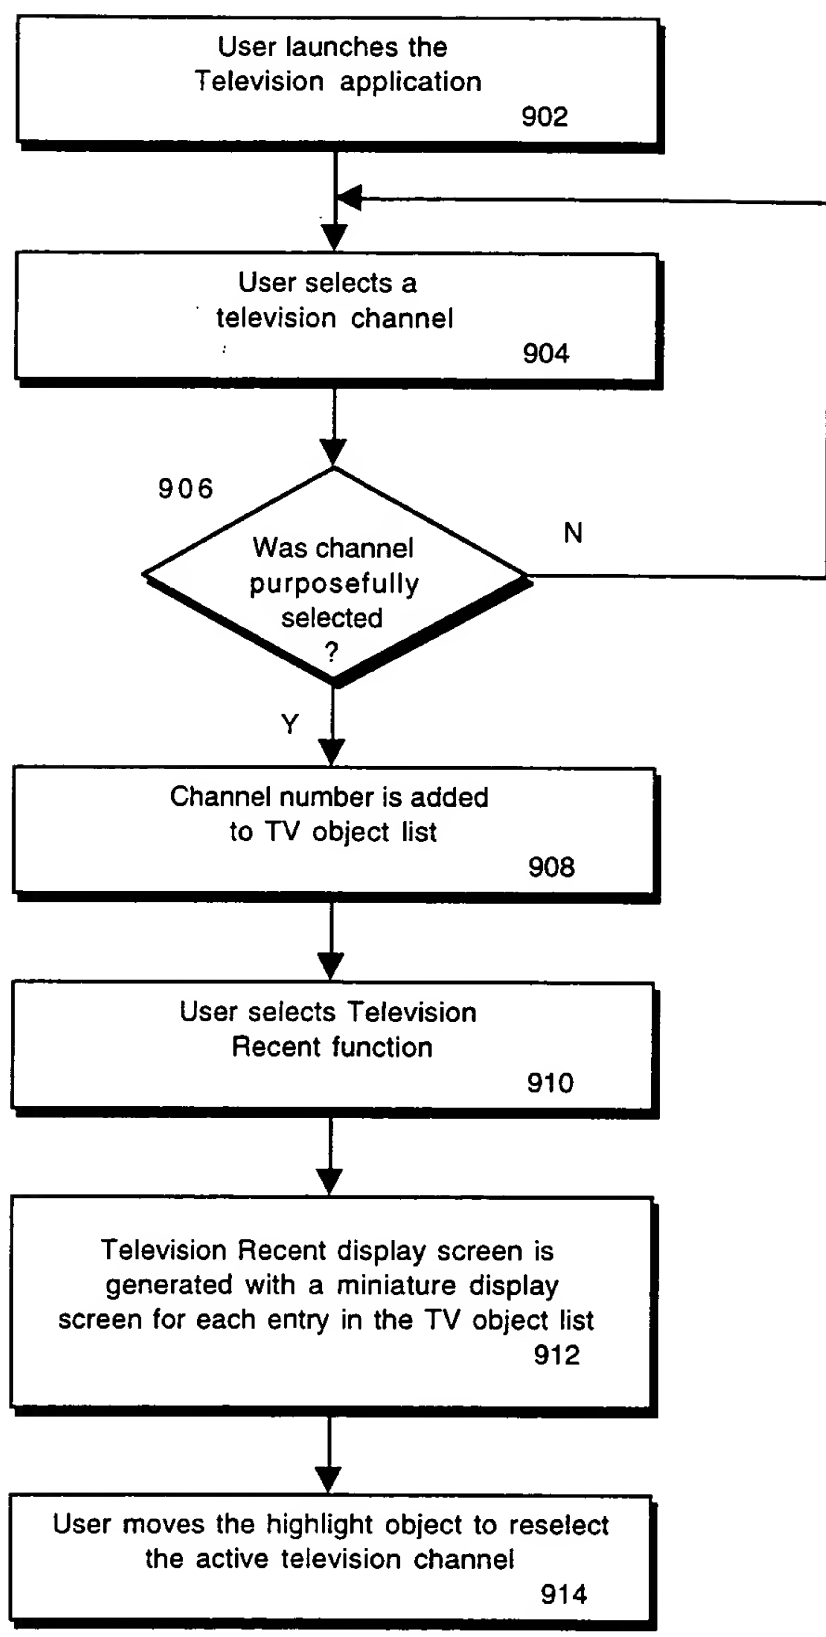 User launches the
Television application
902
User selects a
television channel
904
906
N
Was channel
purposefully
selected
?
Y
Channel number is added
to TV object list
908
User selects Television
Recent function
910
Television Recent display screen is
generated with a miniature display
screen for each entry in the TV object list
912
User moves the highlight object to reselect
the active television channel
914